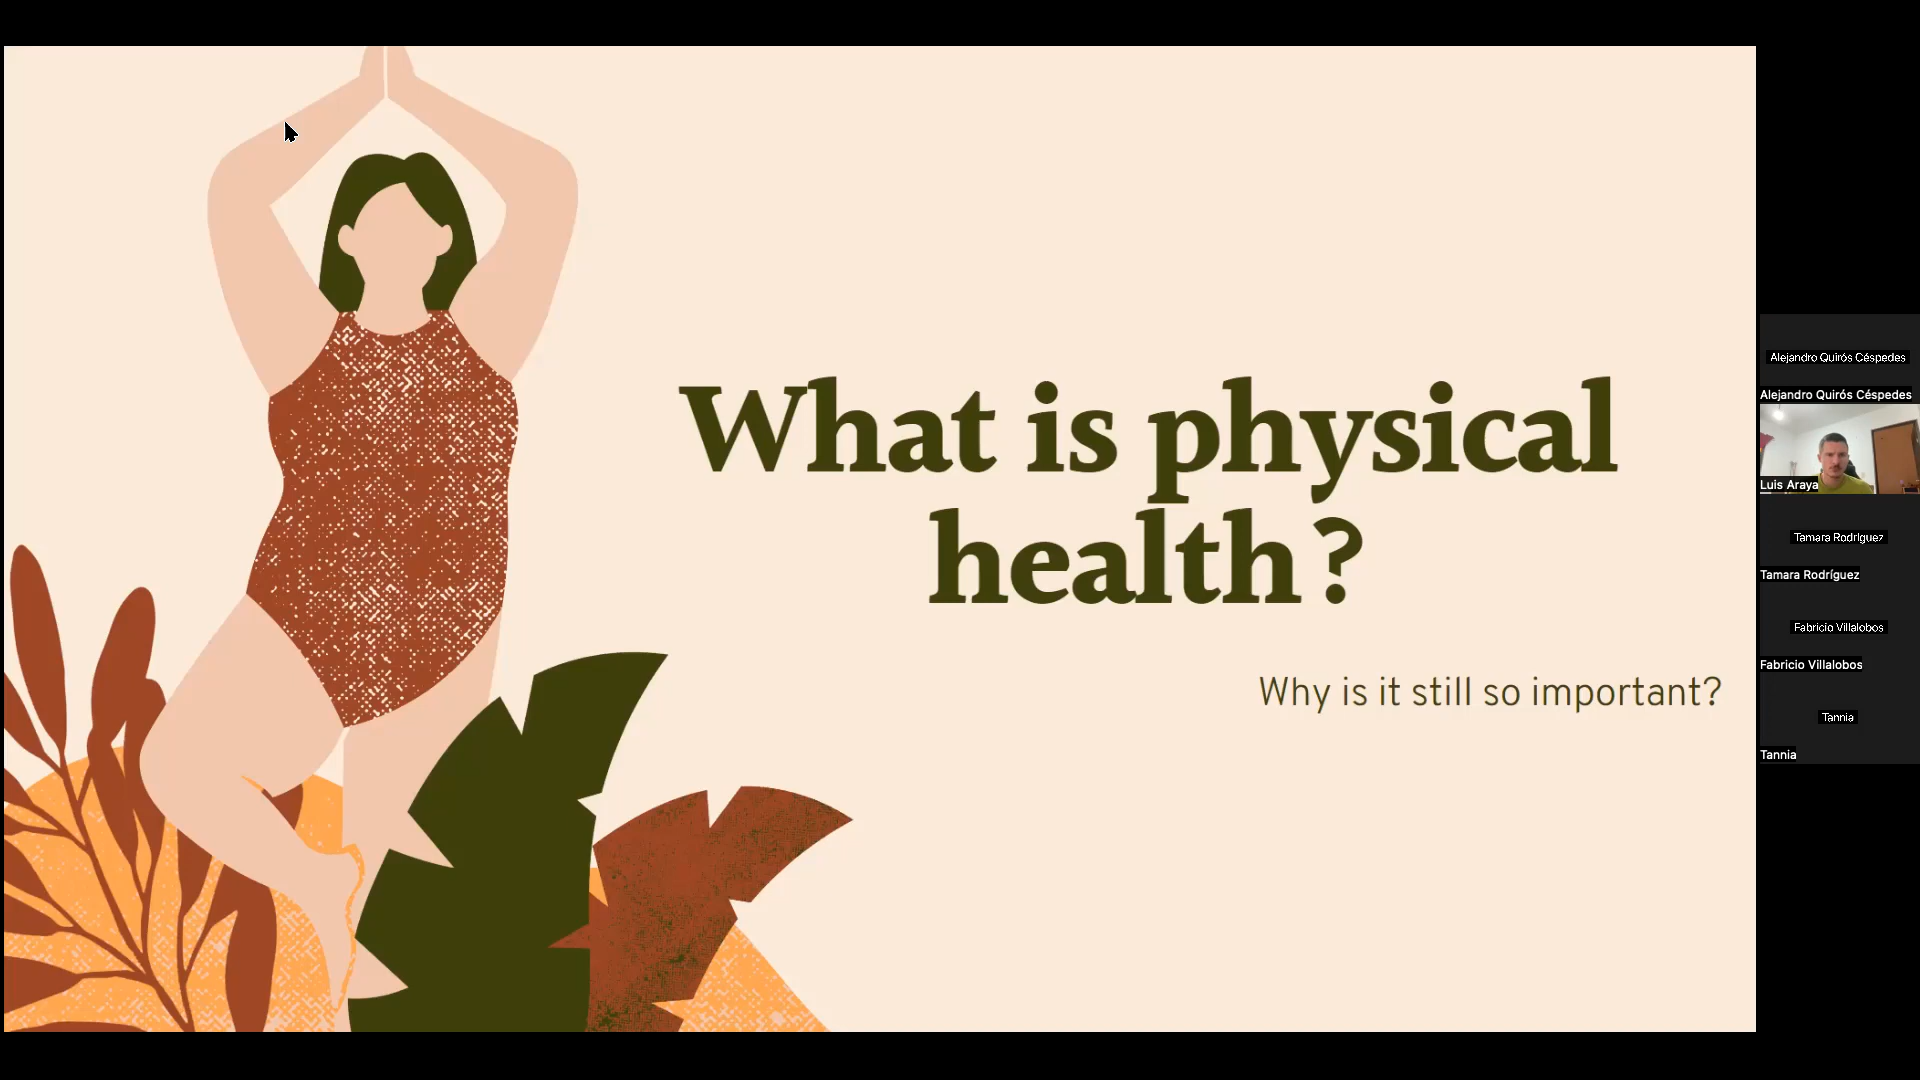 What is physical
health?
Why is it still so important?
Alejandro Quirós Céspedes
Alejandro Quirós Céspedes
Luis Araya
Tamara Rodríguez
Tamara Rodríguez
Fabricio Villalobos
Fabricio Villalobos
Tannia
Tannia